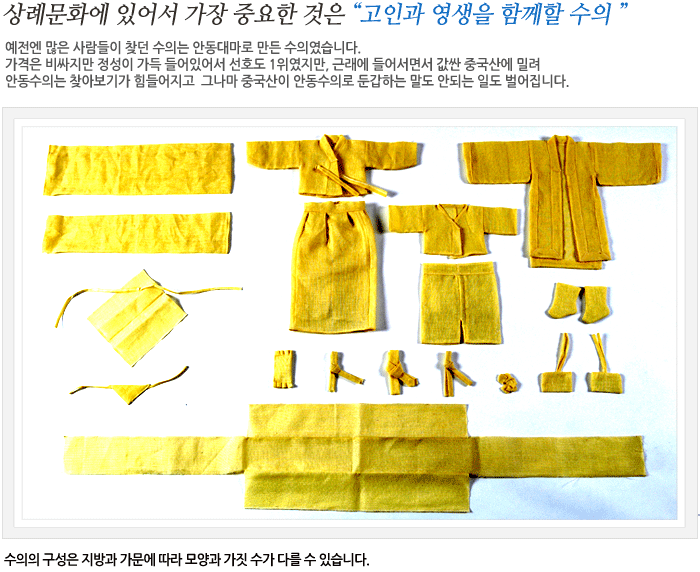 상례문화에 있어서 가장 중요한 것은 “고인과 영생을 함께할 수의 ”
예전엔 많은 사람들이 찾던 수의는 안동대마로 만든 수의였습니다.
가격은 비싸지만 정성이 가득 들어있어서 선호도 1위였지만, 근래에 들어서면서 값싼 중국산에 밀려
안동수의는 찾아보기가 힘들어지고 그나마 중국산이 안동수의로 둔갑하는 말도 안되는 일도 벌어집니다.
수의의 구성은 지방과 가문에 따라 모양과 가짓 수가 다를 수 있습니다.